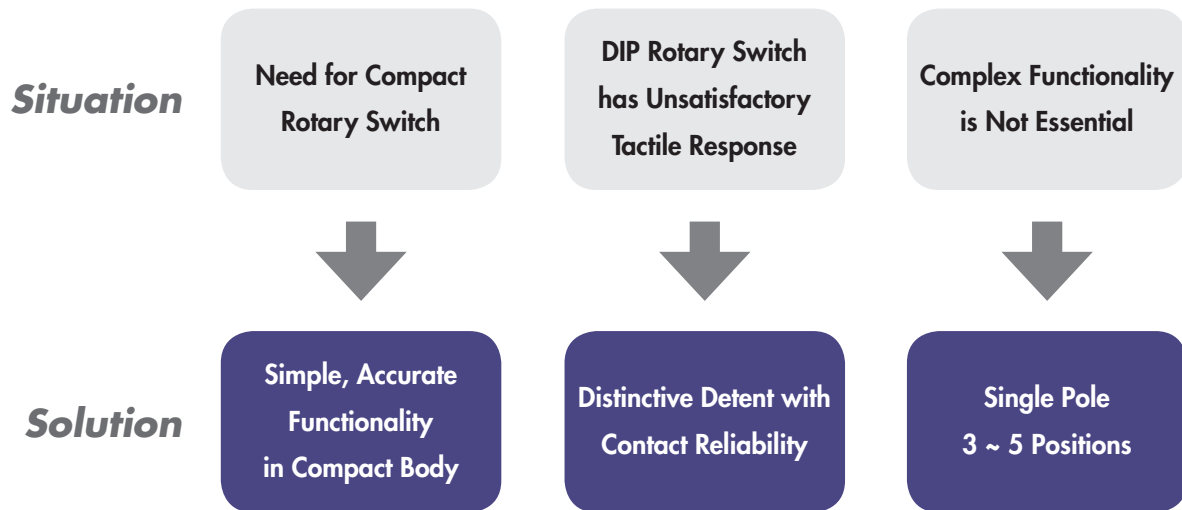 Situation
Need for Compact
Rotary Switch
DIP Rotary Switch
has Unsatisfactory
Tactile Response
Complex Functionality
is Not Essential
Solution
Simple, Accurate
Functionality
in Compact Body
Distinctive Detent with
Contact Reliability
Single Pole
3 ~ 5 Positions